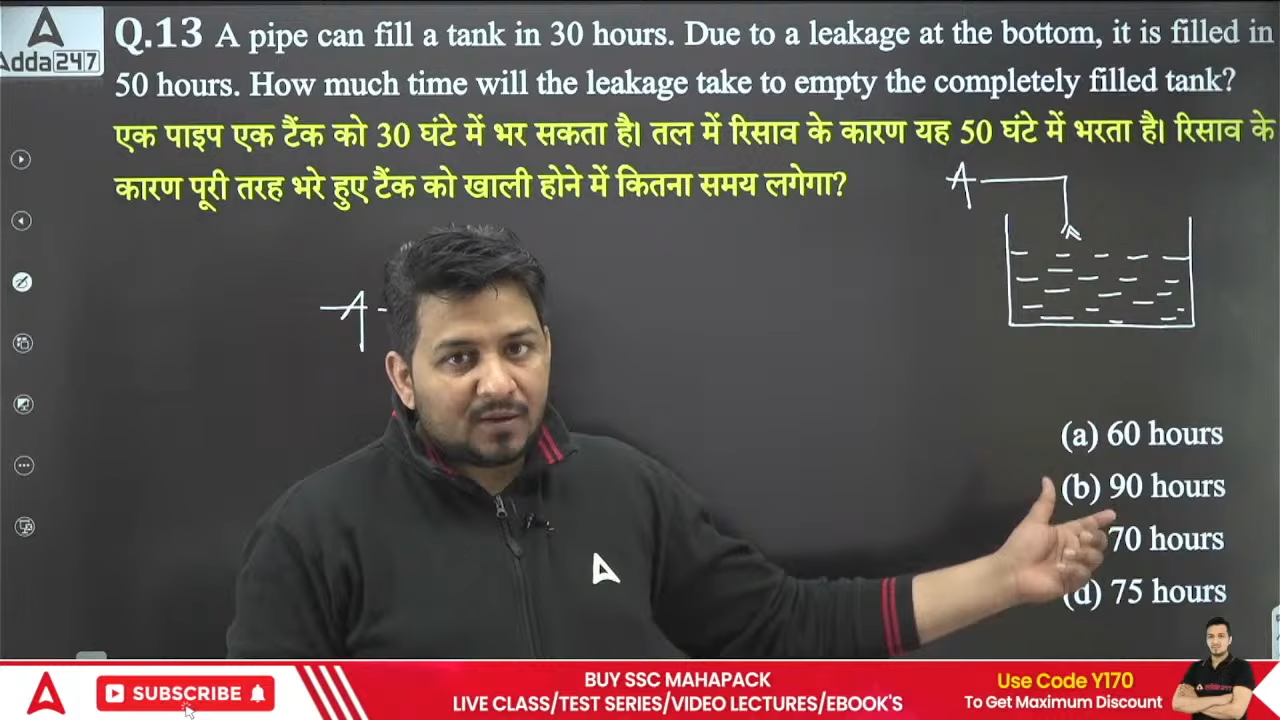 Adda 247
Q.13 A pipe can fill a tank in 30 hours. Due to a leakage at the bottom, it is filled in
50 hours. How much time will the leakage take to empty the completely filled tank?
एक पाइप एक टैंक को 30 घंटे में भर सकता है। तल में रिसाव के कारण यह 50 घंटे में भरता है। रिसाव के
कारण पूरी तरह भरे हुए टैंक को खाली होने में कितना समय लगेगा?
A
A -
(a) 60 hours
(b) 90 hours
70 hours
(d) 75 hours
SUBSCRIBE
BUY SSC MAHAPACK
LIVE CLASS/TEST SERIES/VIDEO LECTURES/EBOOK'S
Use Code Y170
To Get Maximum Discount